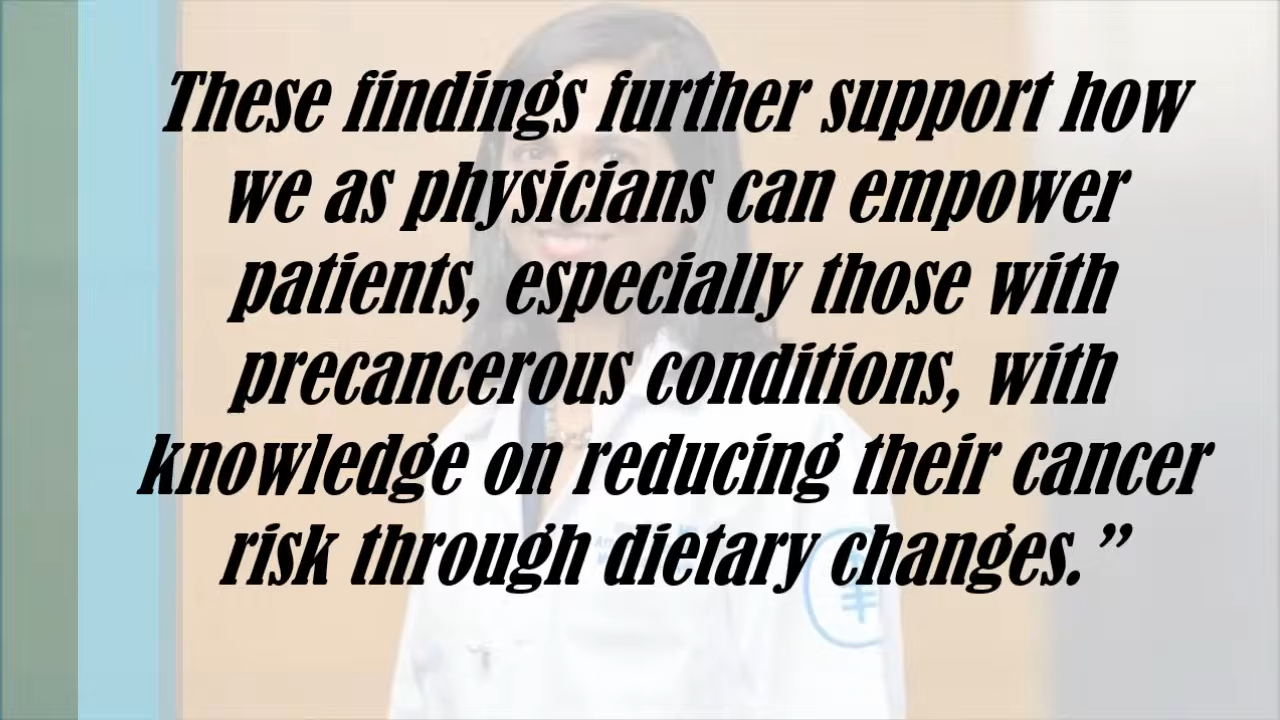 These findings further support how
we as physicians can empower
patients, especially those with
precancerous conditions, with
knowledge on reducing their cancer
risk through dietary changes.”